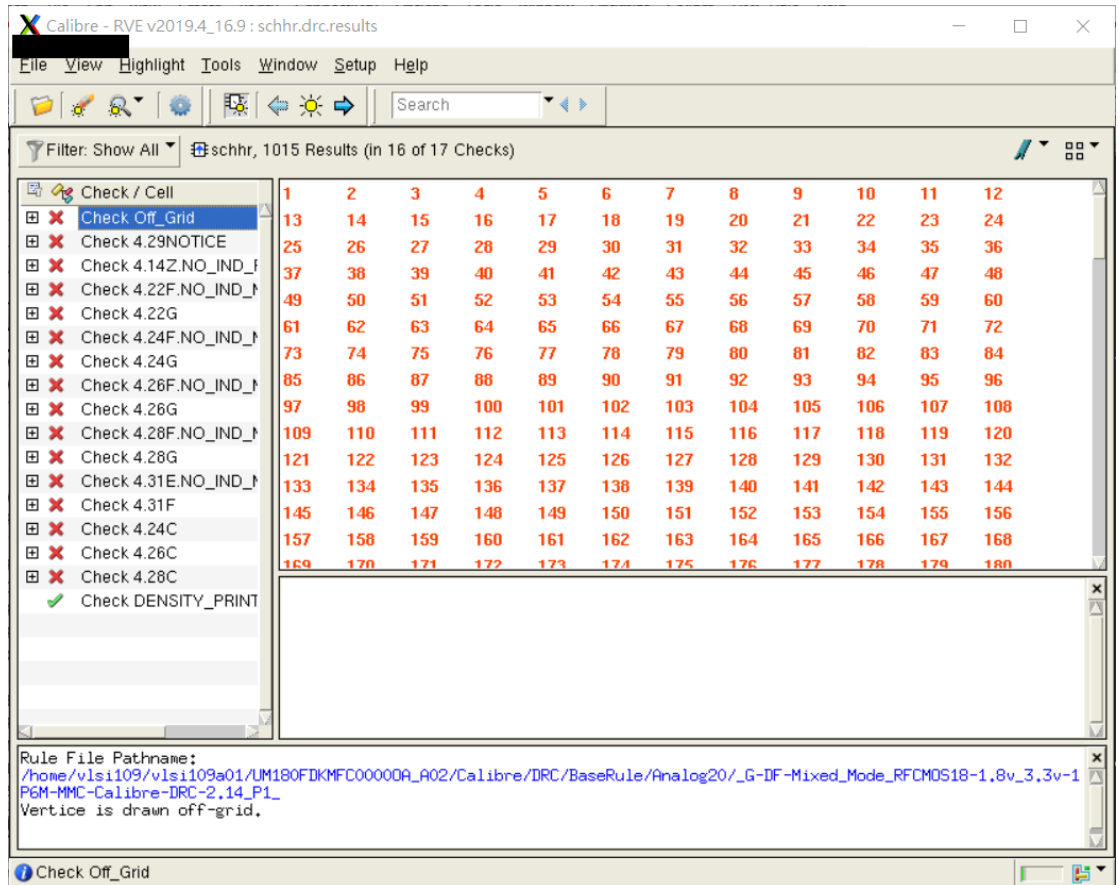 Calibre - RVE v2019.4_16.9 : schhr.drc.results
File View Highlight Tools Window Setup Help
Search
Filter: Show All schhr, 1015 Results (in 16 of 17 Checks)
Check / Cell
Check Off_Grid
Check 4.29NOTICE
Check 4.14Z.NO_IND_
Check 4.22F.NO_IND_
Check 4.22G
Check 4.24F.NO_IND_
Check 4.24G
Check 4.26F.NO_IND_
Check 4.26G
Check 4.28F.NO_IND_
Check 4.28G
Check 4.31E.NO_IND_
Check 4.31F
Check 4.24C
Check 4.26C
Check 4.28C
Check DENSITY_PRINT
1 2 3 4 5 6 7 8 9 10 11 12
13 14 15 16 17 18 19 20 21 22 23 24
25 26 27 28 29 30 31 32 33 34 35 36
37 38 39 40 41 42 43 44 45 46 47 48
49 50 51 52 53 54 55 56 57 58 59 60
61 62 63 64 65 66 67 68 69 70 71 72
73 74 75 76 77 78 79 80 81 82 83 84
85 86 87 88 89 90 91 92 93 94 95 96
97 98 99 100 101 102 103 104 105 106 107 108
109 110 111 112 113 114 115 116 117 118 119 120
121 122 123 124 125 126 127 128 129 130 131 132
133 134 135 136 137 138 139 140 141 142 143 144
145 146 147 148 149 150 151 152 153 154 155 156
157 158 159 160 161 162 163 164 165 166 167 168
169 170 171 172 173 174 175 176 177 178 179 180
Rule File Pathname:
/home/vlsi109/vlsi109a01/UM180FDKMFC00000A_A02/Calibre/DRC/BaseRule/Analog20/_G-DF-Mixed_Mode_RFCMOS18-1.8v_3.3v-1
P6M-MMC-Calibre-DRC-2.14_P1_
Vertice is drawn off-grid.
Check Off_Grid